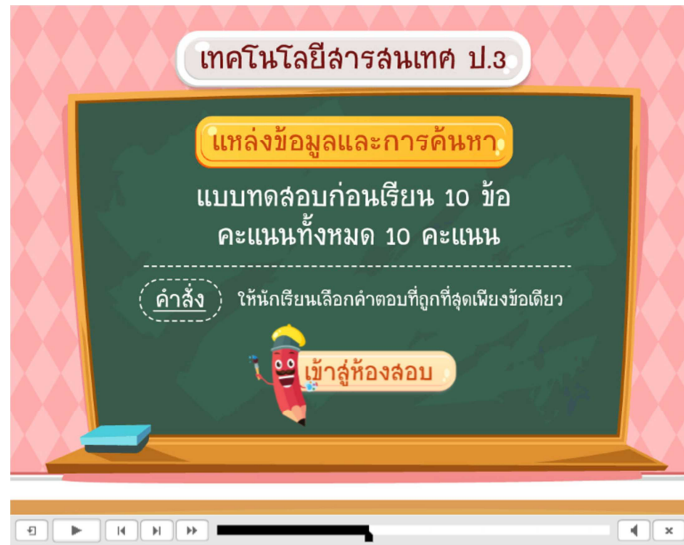 เทคโนโลยีสารสนเทศ ป.3
แหล่งข้อมูลและการค้นหา
แบบทดสอบก่อนเรียน 10 ข้อ
คะแนนทั้งหมด 10 คะแนน
คำสั่ง ให้นักเรียนเลือกคำตอบที่ถูกที่สุดเพียงข้อเดียว
เข้าสู่ห้องสอบ